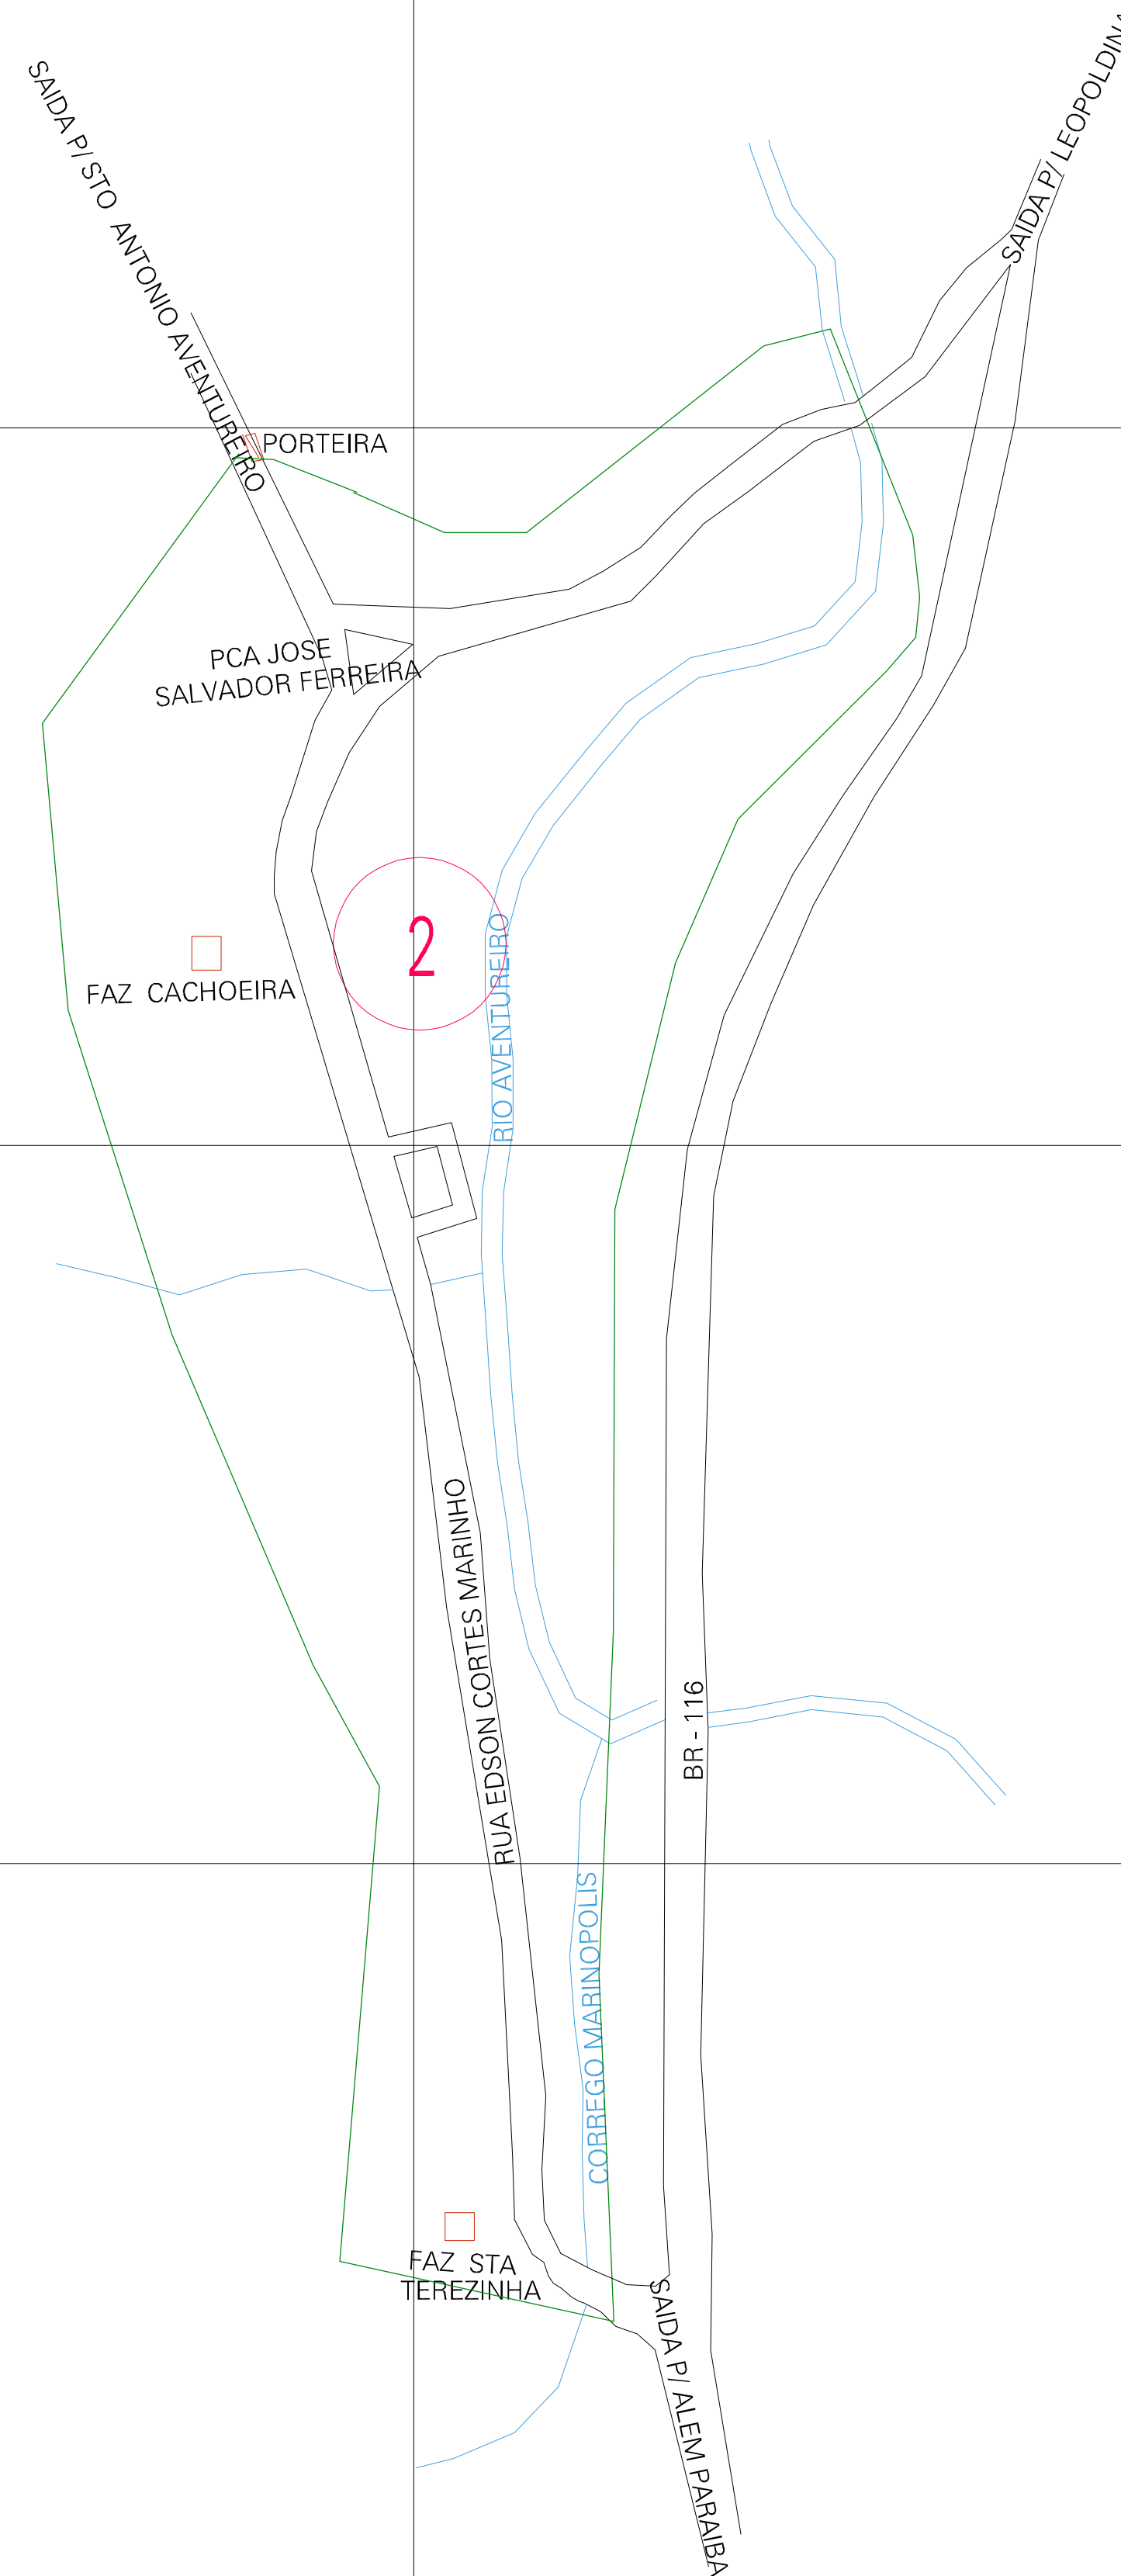 SAIDA P/ STO ANTONIO AVENTUREIRO
SAIDA P/ LEOPOLDINA
PORTEIRA
PCA JOSE
SALVADOR FERREIRA
2
FAZ CACHOEIRA
RIO AVENTUREIRO
RUA EDSON CORTES MARINHO
BR - 116
CORREGO MARINOPOLIS
FAZ STA
TEREZINHA
SAIDA P/ ALEM PARAIBA